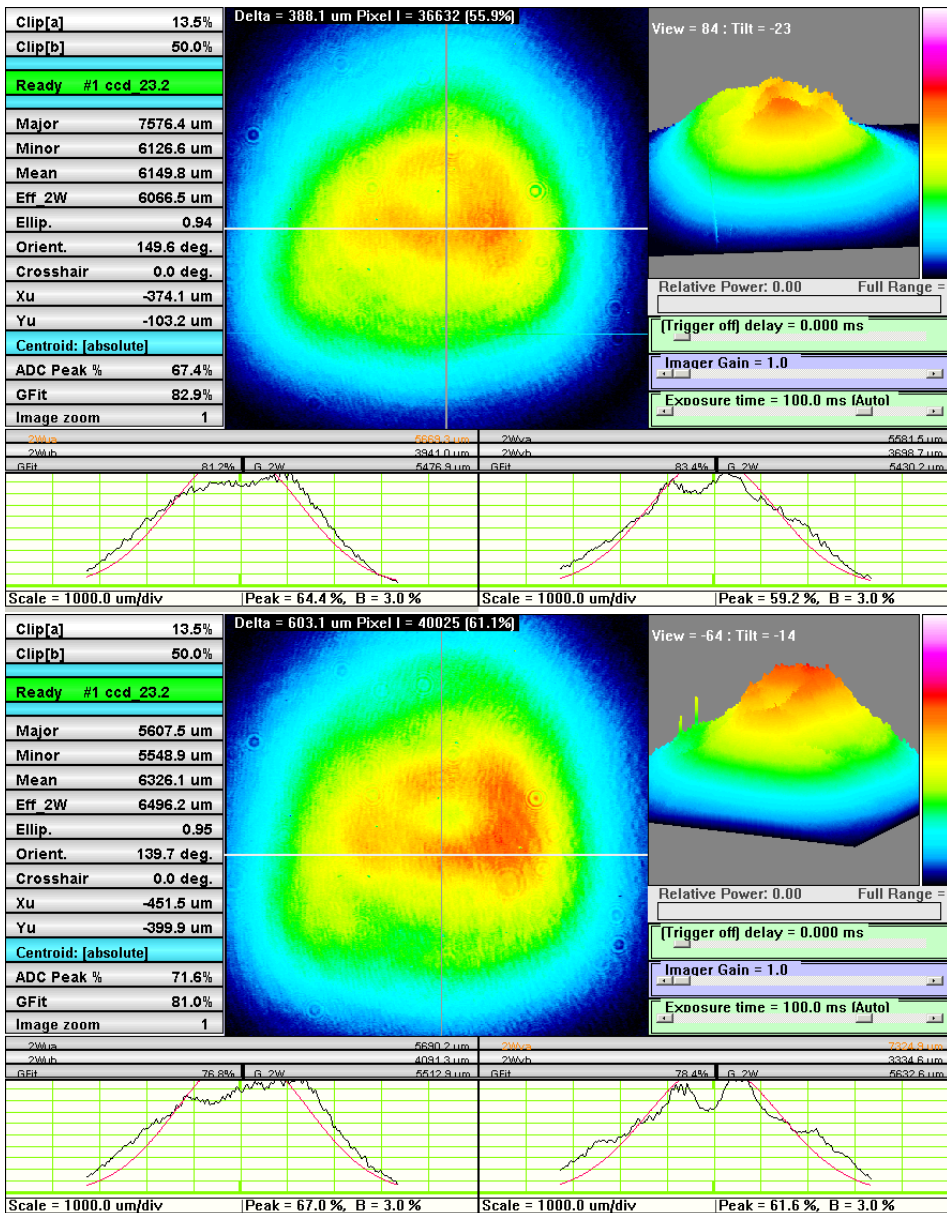 Clip[a] 13.5%
Clip[b] 50.0%
Ready #1 ccd_23.2
Major 7576.4 um
Minor 6126.6 um
Mean 6149.8 um
Eff_2W 6066.5 um
Ellip. 0.94
Orient. 149.6 deg.
Crosshair 0.0 deg.
Xu -374.1 um
Yu -103.2 um
Centroid: [absolute]
ADC Peak % 67.4%
GFit 82.9%
Image zoom 1
Delta = 388.1 um Pixel I = 36632 (55.9%)
View = 84 : Tilt = -23
Relative Power: 0.00 Full Range =
(Trigger off) delay = 0.000 ms
Imager Gain = 1.0
Exposure time = 100.0 ms (Auto)
2Wua 5669.3 um
2Wub 3941.0 um
GFit 81.2% G_2W 5476.9 um
2Wva 5581.5 um
2Wvb 3698.7 um
GFit 83.4% G_2W 5430.2 um
Scale = 1000.0 um/div Peak = 64.4 %, B = 3.0 %
Scale = 1000.0 um/div Peak = 59.2 %, B = 3.0 %
Clip[a] 13.5%
Clip[b] 50.0%
Ready #1 ccd_23.2
Major 5607.5 um
Minor 5548.9 um
Mean 6326.1 um
Eff_2W 6496.2 um
Ellip. 0.95
Orient. 139.7 deg.
Crosshair 0.0 deg.
Xu -451.5 um
Yu -399.9 um
Centroid: [absolute]
ADC Peak % 71.6%
GFit 81.0%
Image zoom 1
Delta = 603.1 um Pixel I = 40025 (61.1%)
View = -64 : Tilt = -14
Relative Power: 0.00 Full Range =
(Trigger off) delay = 0.000 ms
Imager Gain = 1.0
Exposure time = 100.0 ms (Auto)
2Wua 5690.2 um
2Wub 4091.3 um
GFit 76.8% G_2W 5512.9 um
2Wva 7324.9 um
2Wvb 3334.6 um
GFit 78.4% G_2W 5632.6 um
Scale = 1000.0 um/div Peak = 67.0 %, B = 3.0 %
Scale = 1000.0 um/div Peak = 61.6 %, B = 3.0 %